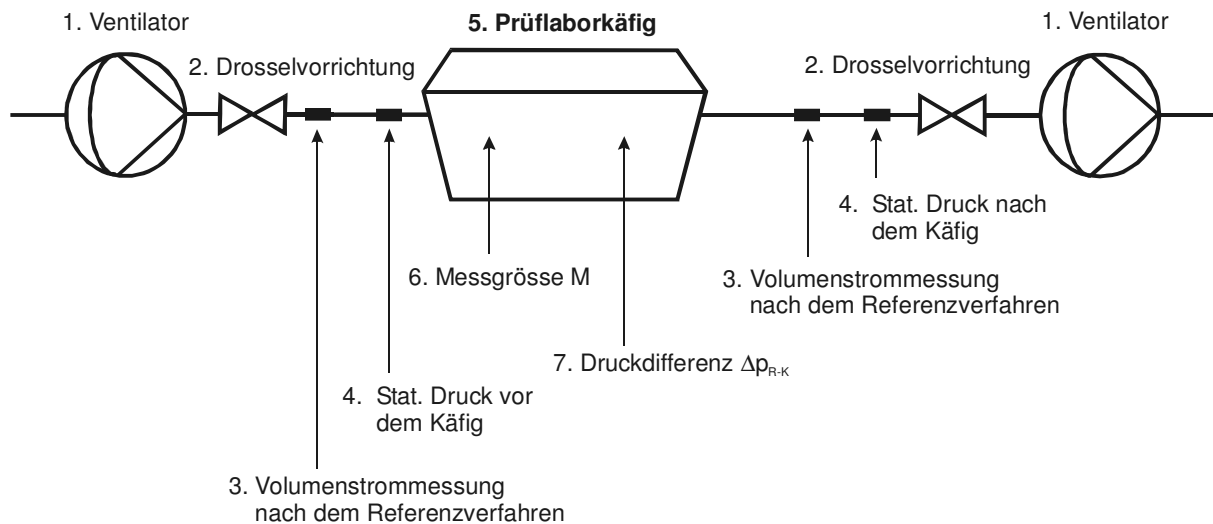 5. Prüflaborkäfig
1. Ventilator
1. Ventilator
2. Drosselvorrichtung
2. Drosselvorrichtung
4. Stat. Druck nach
dem Käfig
6. Messgrösse M
3. Volumenstrommessung
nach dem Referenzverfahren
7. Druckdifferenz Δp_R-K
4. Stat. Druck vor
dem Käfig
3. Volumenstrommessung
nach dem Referenzverfahren